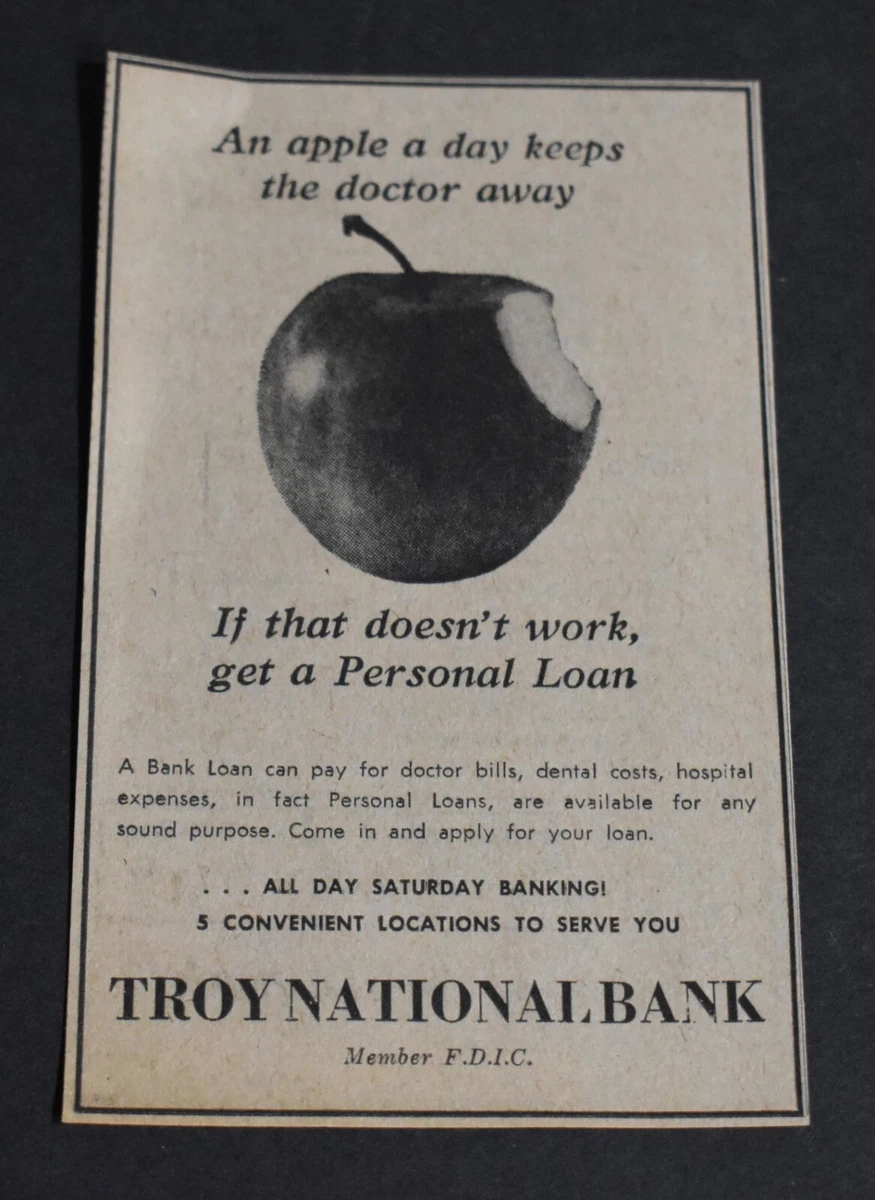 An apple a day keeps
the doctor away
If that doesn't work,
get a Personal Loan
A Bank Loan can pay for doctor bills, dental costs, hospital
expenses, in fact Personal Loans, are available for any
sound purpose. Come in and apply for your loan.
. . . ALL DAY SATURDAY BANKING!
5 CONVENIENT LOCATIONS TO SERVE YOU
TROY NATIONAL BANK
Member F.D.I.C.